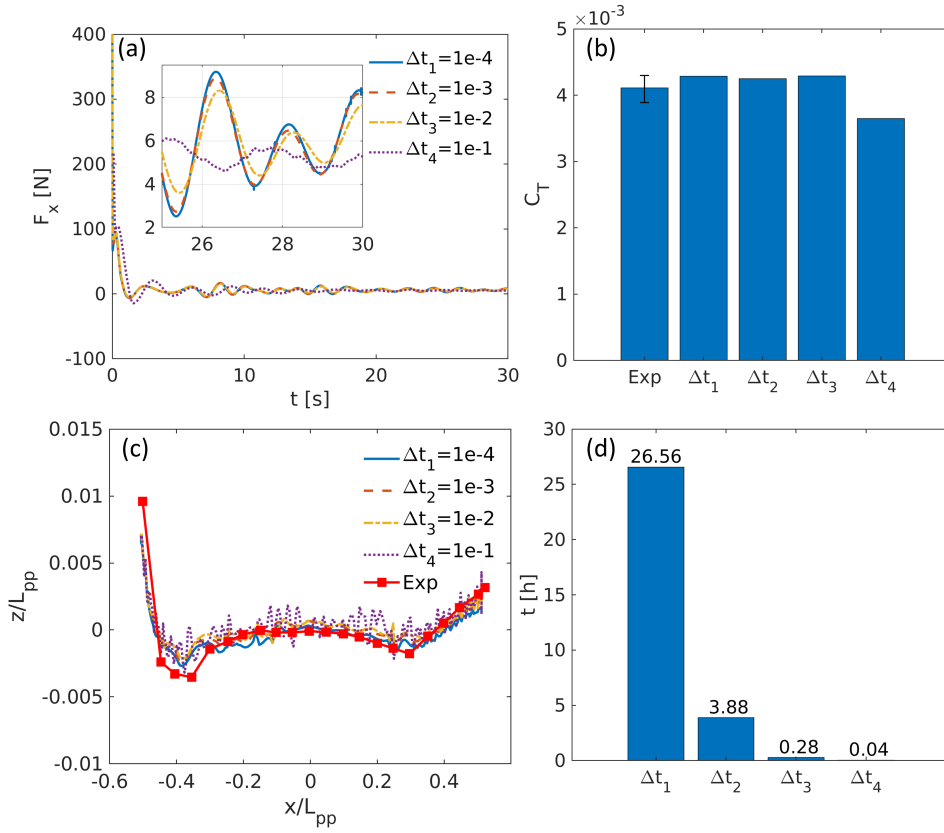 (a)
400
300
200
100
0
-100
F_x [N]
0
10
20
30
t [s]
8
6
4
2
26
28
30
Δt_1=1e-4
Δt_2=1e-3
Δt_3=1e-2
Δt_4=1e-1
(b)
×10^-3
5
4
3
2
1
0
C_T
Exp
Δt_1
Δt_2
Δt_3
Δt_4
(c)
0.015
0.01
0.005
0
-0.005
-0.01
z/L_pp
-0.6
-0.4
-0.2
0
0.2
0.4
x/L_pp
Δt_1=1e-4
Δt_2=1e-3
Δt_3=1e-2
Δt_4=1e-1
Exp
(d)
30
25
20
15
10
5
0
t [h]
26.56
3.88
0.28
0.04
Δt_1
Δt_2
Δt_3
Δt_4